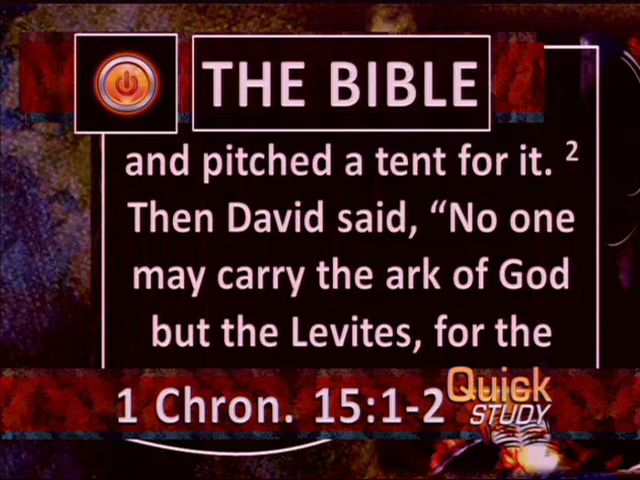 THE BIBLE
and pitched a tent for it. 2
Then David said, “No one
may carry the ark of God
but the Levites, for the
1 Chron. 15:1-2
Quick
STUDY